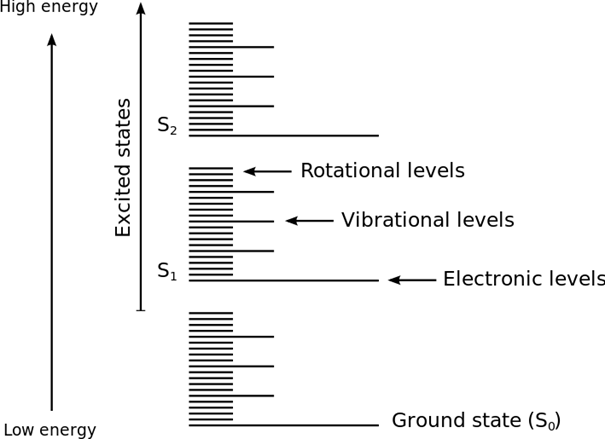 High energy
Excited states
S₂
Rotational levels
Vibrational levels
S₁
Electronic levels
Ground state (S₀)
Low energy